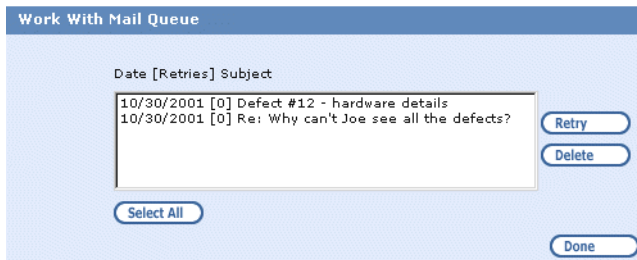 Work With Mail Queue
Date [Retries] Subject
10/30/2001 [0] Defect #12 - hardware details
10/30/2001 [0] Re: Why can't Joe see all the defects?
Retry
Delete
Select All
Done